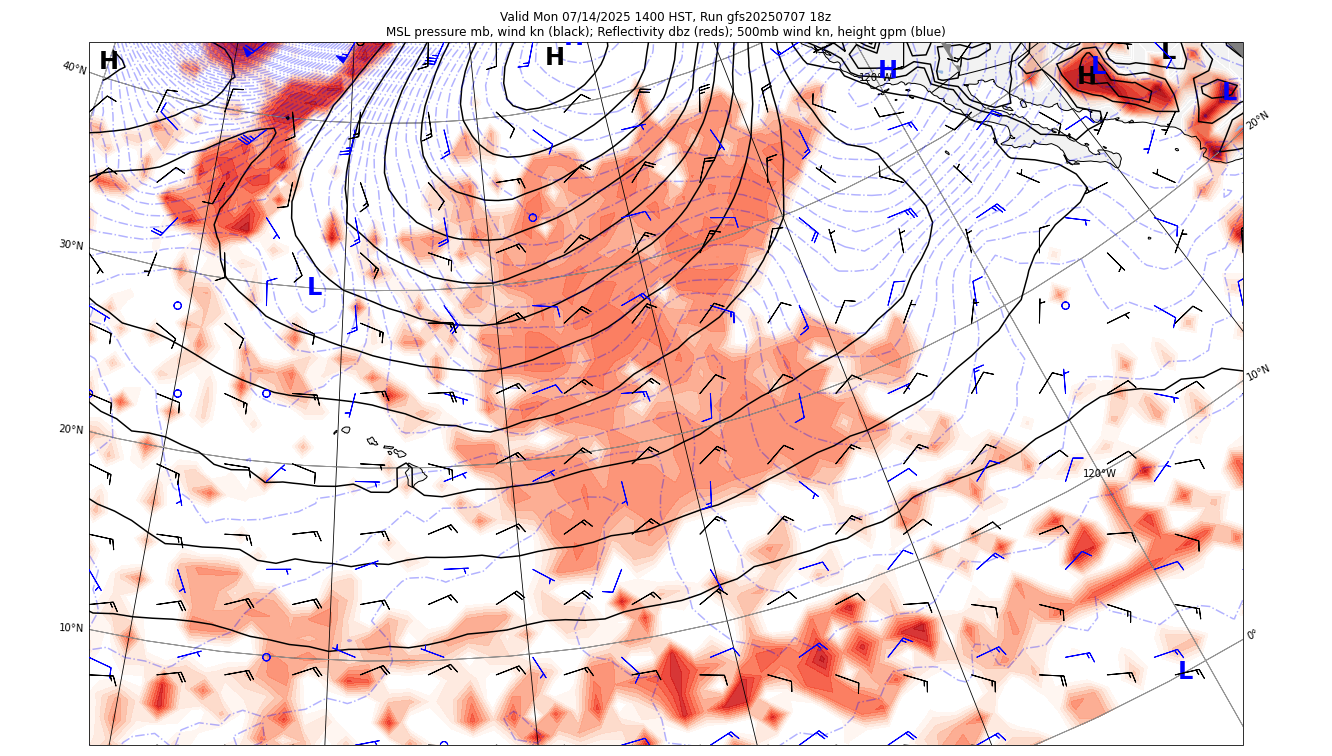 Valid Mon 07/14/2025 1400 HST, Run gfs20250707 18z
MSL pressure mb, wind kn (black); Reflectivity dbz (reds); 500mb wind kn, height gpm (blue)
H
H
H
L
L
H
L
120°W
40°N
20°N
30°N
L
10°N
20°N
120°W
10°N
0°
L